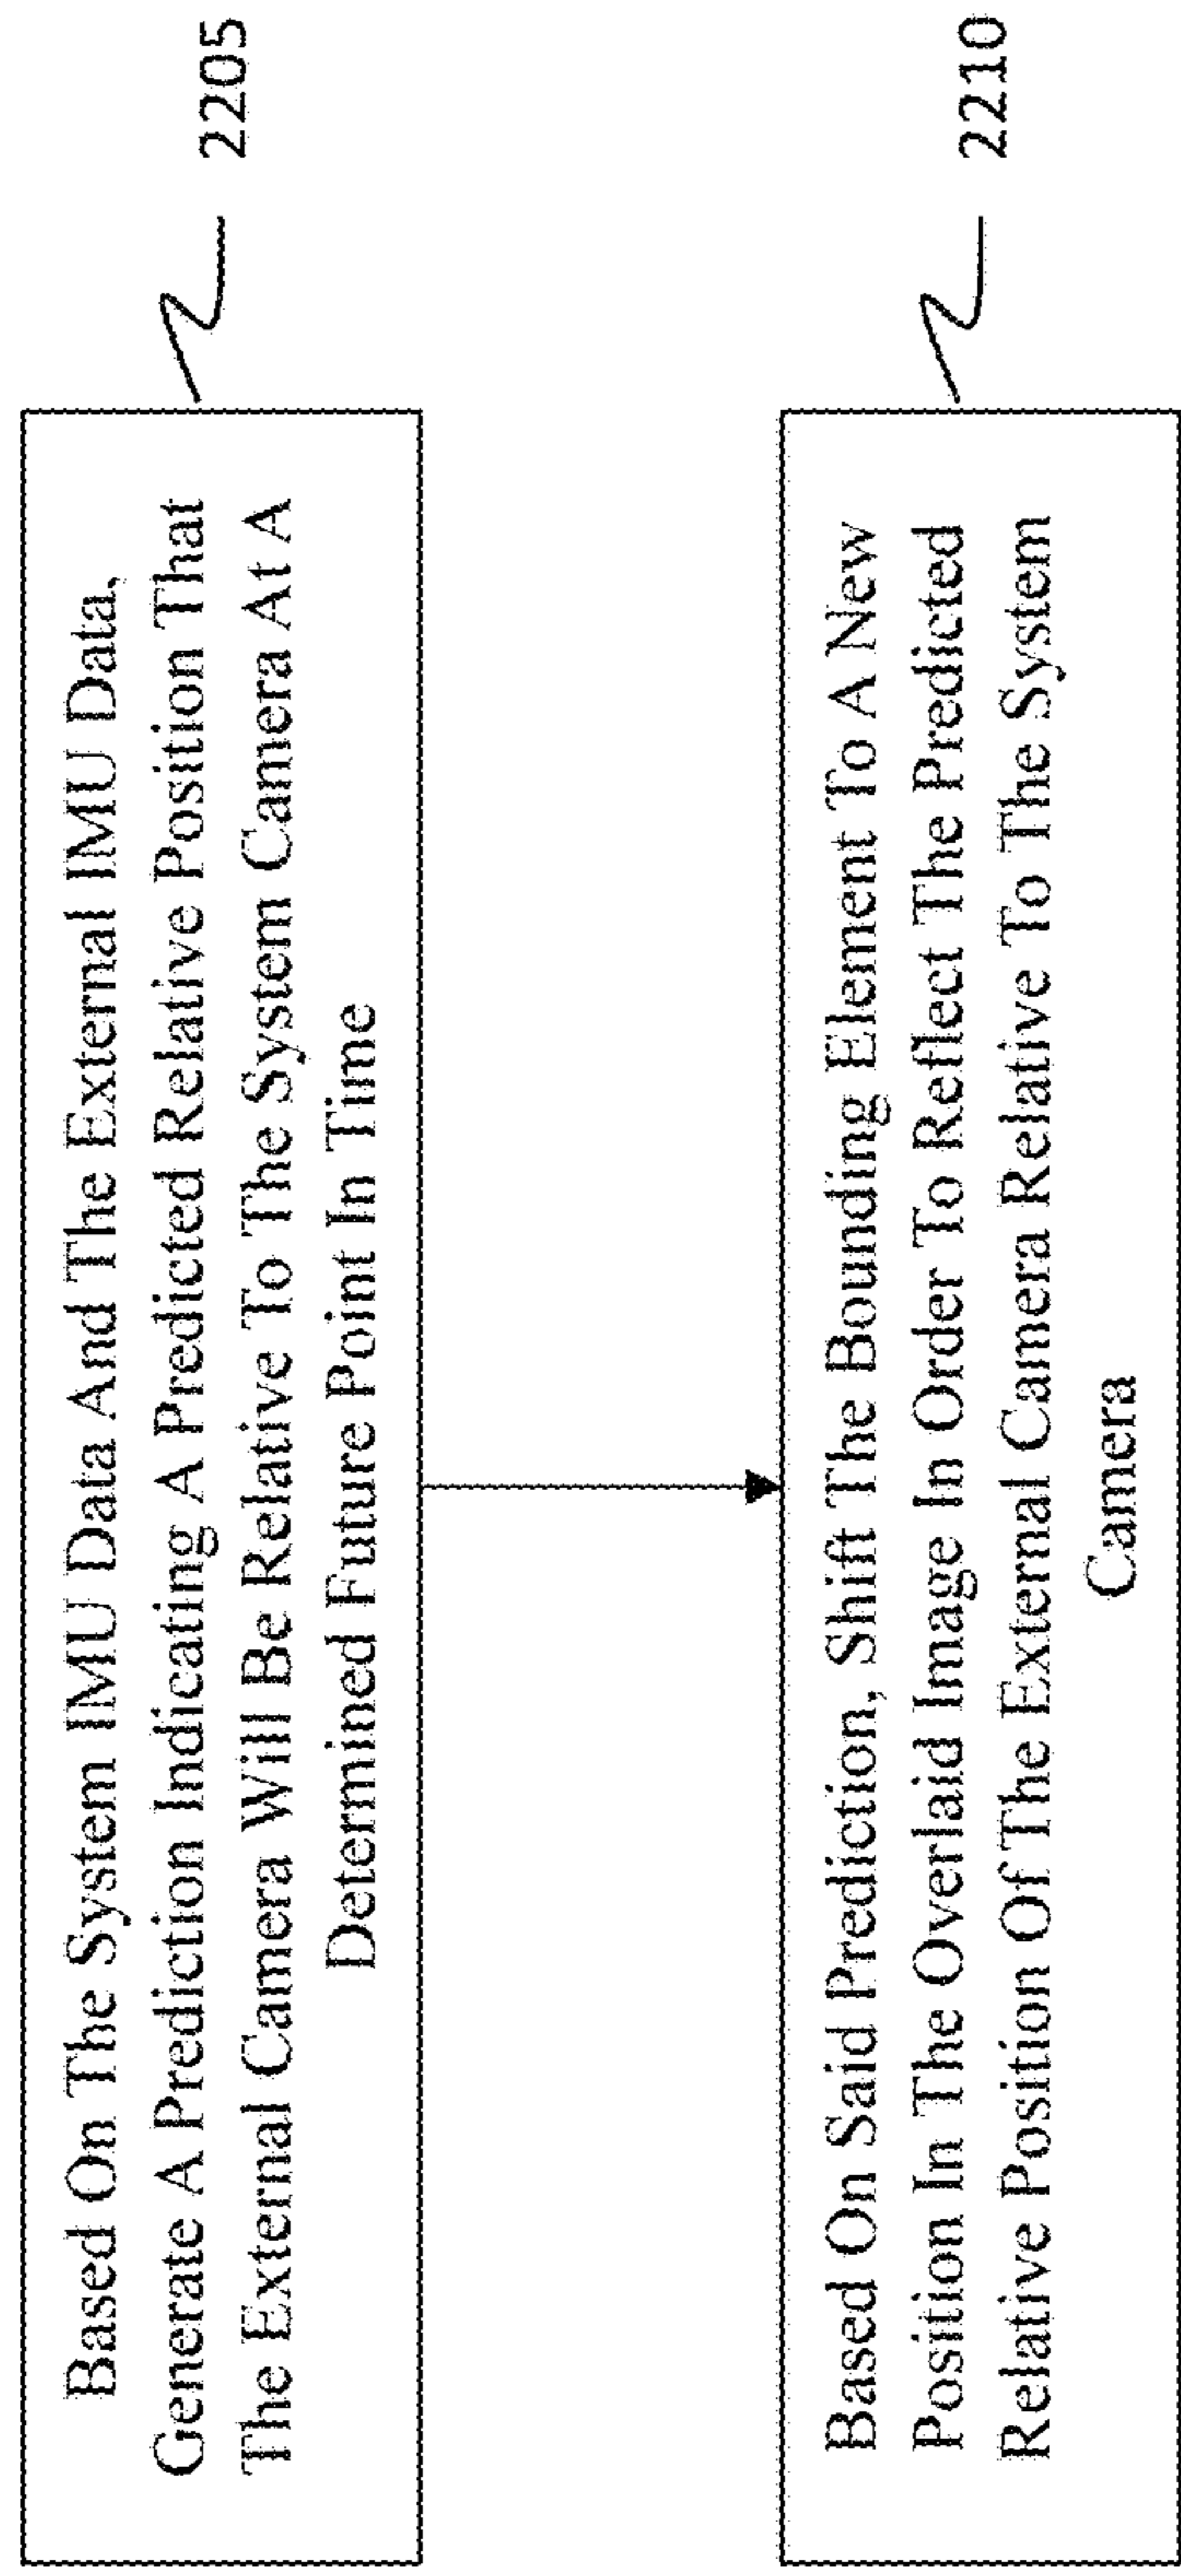 Based On The System IMU Data And The External IMU Data,
Generate A Prediction Indicating A Predicted Relative Position That
The External Camera Will Be Relative To The System Camera At A
Determined Future Point In Time
2205
Based On Said Prediction, Shift The Bounding Element To A New
Position In The Overlaid Image In Order To Reflect The Predicted
Relative Position Of The External Camera Relative To The System
Camera
2210